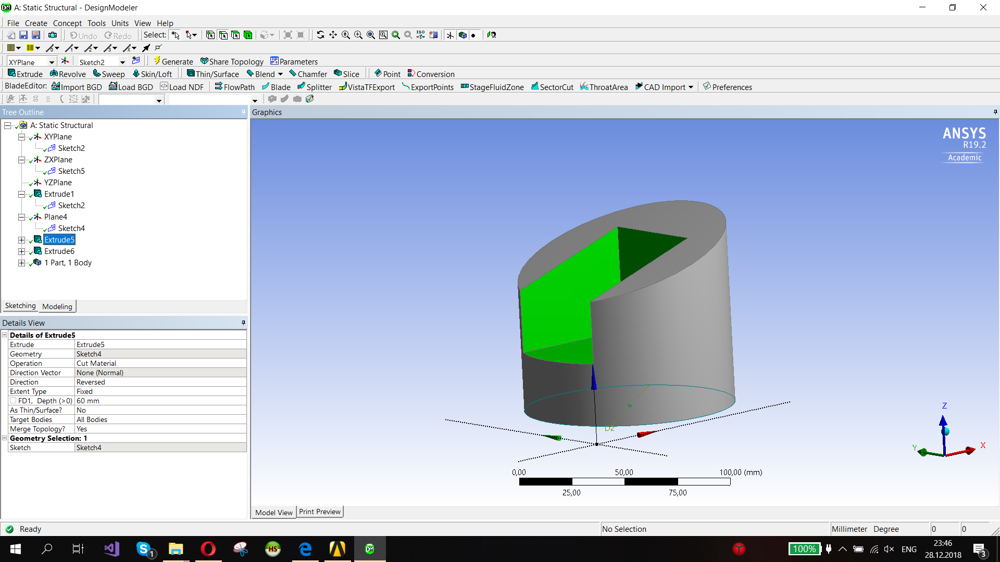 A: Static Structural - DesignModeler
File Create Concept Tools Units View Help
Undo Redo Select: ISO
XYPlane Sketch2 Generate Share Topology Parameters
Extrude Revolve Sweep Skin/Loft Thin/Surface Blend Chamfer Slice Point Conversion
BladeEditor: Import BGD Load BGD Load NDF FlowPath Blade Splitter VistaTFExport ExportPoints StageFluidZone SectorCut ThroatArea CAD Import Preferences
Tree Outline
A: Static Structural
XYPlane
Sketch2
ZXPlane
Sketch5
YZPlane
Extrude1
Sketch2
Plane4
Sketch4
Extrude5
Extrude6
1 Part, 1 Body
Sketching Modeling
Details View
Details of Extrude5
Extrude Extrude5
Geometry Sketch4
Operation Cut Material
Direction Vector None (Normal)
Direction Reversed
Extent Type Fixed
FD1, Depth (>0) 60 mm
As Thin/Surface? No
Target Bodies All Bodies
Merge Topology? Yes
Geometry Selection: 1
Sketch Sketch4
Graphics
ANSYS
R19.2
Academic
D2
Z
Y
X
0,00 50,00 100,00 (mm)
25,00 75,00
Model View Print Preview
Ready No Selection Millimeter Degree 0 0
1 HS DM 100% ENG 23:46
28.12.2018 3